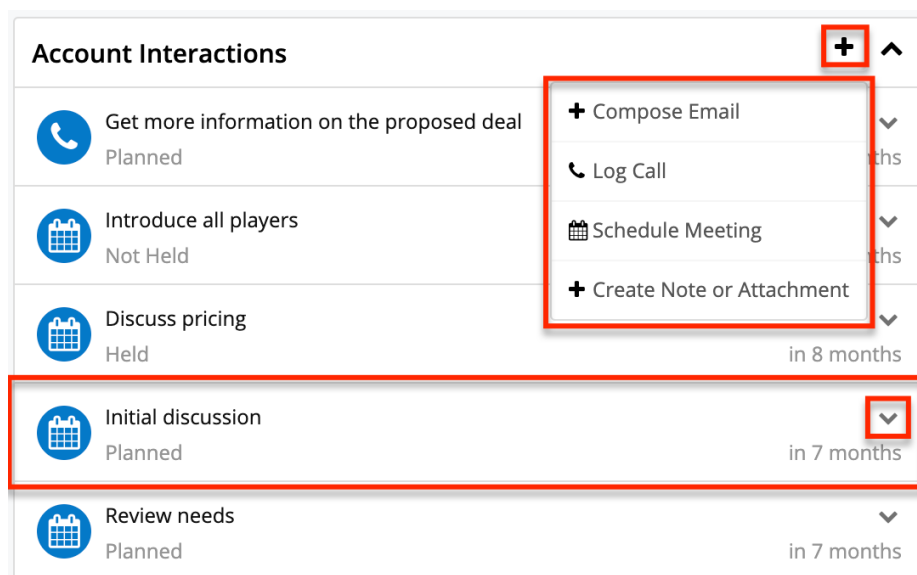 Account Interactions
Get more information on the proposed deal
Planned
Compose Email
Log Call
Schedule Meeting
Create Note or Attachment
Introduce all players
Not Held
Discuss pricing
Held
in 8 months
Initial discussion
Planned
in 7 months
Review needs
Planned
in 7 months